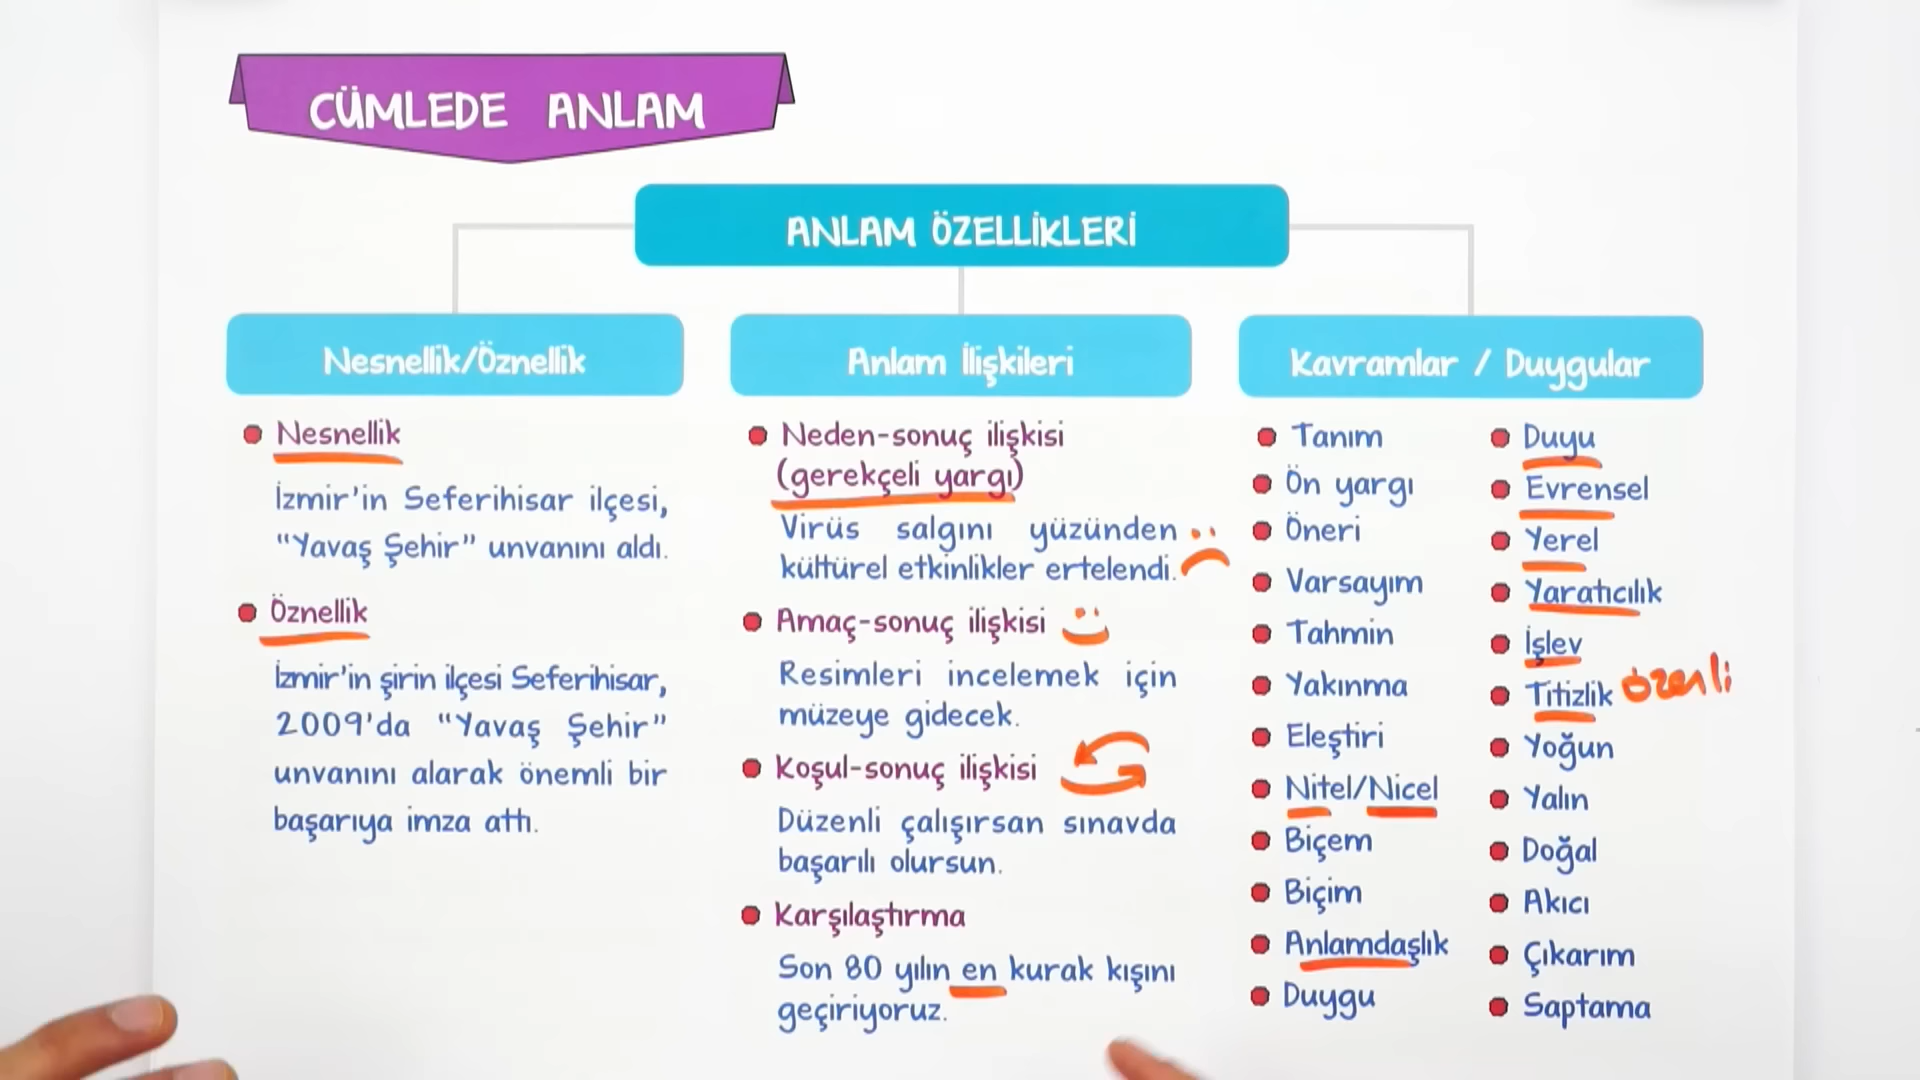 CÜMLEDE ANLAM
ANLAM ÖZELLİKLERİ
Nesnellik/Öznellik
Nesnellik
İzmir'in Seferihisar ilçesi,
“Yavaş Şehir” unvanını aldı.
Öznellik
İzmir'in şirin ilçesi Seferihisar,
2009'da “Yavaş Şehir”
unvanını alarak önemli bir
başarıya imza attı.
Anlam İlişkileri
Neden-sonuç ilişkisi
(gerekçeli yargı)
Virüs salgını yüzünden
kültürel etkinlikler ertelendi.
Amaç-sonuç ilişkisi
Resimleri incelemek için
müzeye gidecek.
Koşul-sonuç ilişkisi
Düzenli çalışırsan sınavda
başarılı olursun.
Karşılaştırma
Son 80 yılın en kurak kışını
geçiriyoruz.
Kavramlar / Duygular
Tanım
Ön yargı
Öneri
Varsayım
Tahmin
Yakınma
Eleştiri
Nitel/Nicel
Biçem
Biçim
Anlamdaşlık
Duygu
Duyu
Evrensel
Yerel
Yaratıcılık
İşlev
Titizlik özenli
Yoğun
Yalın
Doğal
Akıcı
Çıkarım
Saptama